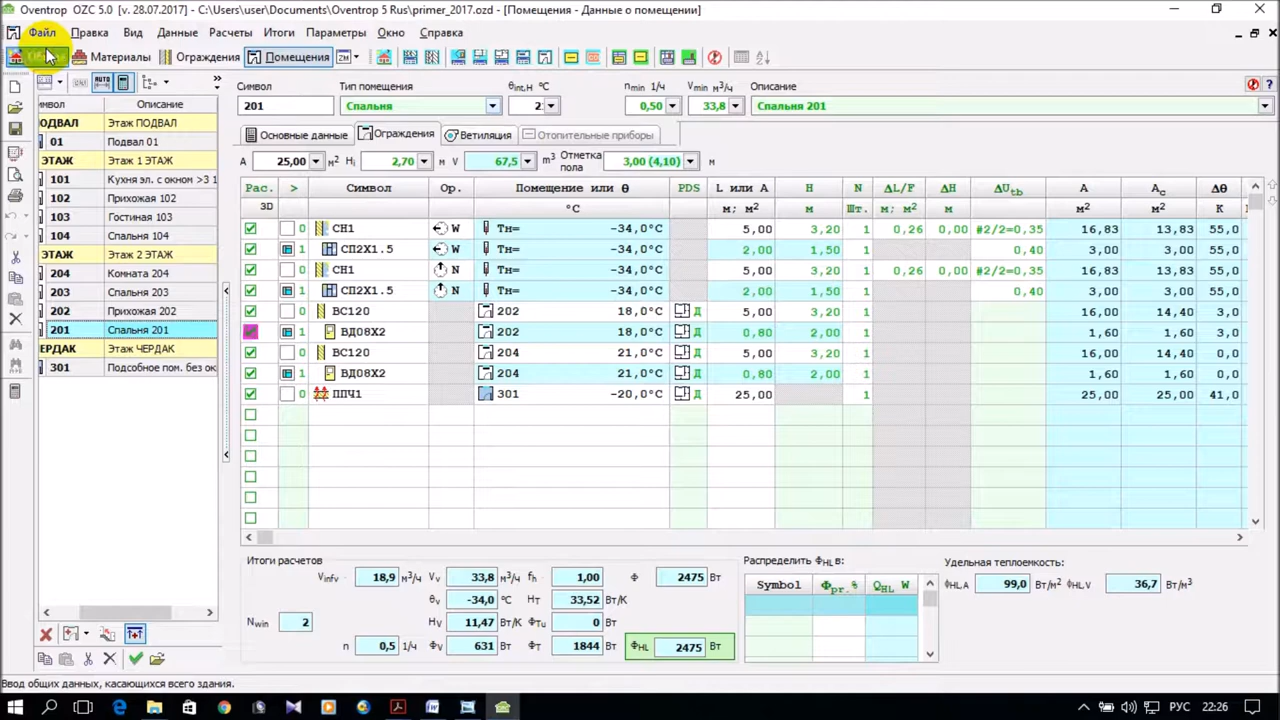 Oventrop OZC 5.0 [v. 28.07.2017] - C:\Users\user\Documents\Oventrop 5 Rus\primer_2017.ozd - [Помещения - Данные о помещении]
Файл Правка Вид Данные Расчеты Итоги Параметры Окно Справка
Материалы Ограждения Помещения
Символ Тип помещения θint,H °C nmin 1/ч Vmin м³/ч Описание
201 Спальня 0,50 33,8 Спальня 201
Основные данные Ограждения Ветиляция Отопительные приборы
A 25,00 м² Hi 2,70 м V 67,5 м³ Отметка пола 3,00 (4,10) м
имвол Описание
ОДВАЛ Этаж ПОДВАЛ
01 Подвал 01
ЭТАЖ Этаж 1 ЭТАЖ
101 Кухня эл. с окном >3 1
102 Прихожая 102
103 Гостиная 103
104 Спальня 104
ЭТАЖ Этаж 2 ЭТАЖ
204 Комната 204
203 Спальня 203
202 Прихожая 202
201 Спальня 201
ЕРДАК Этаж ЧЕРДАК
301 Подсобное пом. без ок
Рас. > Символ Ор. Помещение или θ PDS L или A H N ΔL/F ΔH ΔUtb A Ac Δθ
3D °C м; м² м Шт. м; м² м м² м² K
0 СН1 W Тн= -34,0°C 5,00 3,20 1 0,26 0,00 #2/2=0,35 16,83 13,83 55,0
1 СП2Х1.5 W Тн= -34,0°C 2,00 1,50 1 0,40 3,00 3,00 55,0
0 СН1 N Тн= -34,0°C 5,00 3,20 1 0,26 0,00 #2/2=0,35 16,83 13,83 55,0
1 СП2Х1.5 N Тн= -34,0°C 2,00 1,50 1 0,40 3,00 3,00 55,0
0 ВС120 202 18,0°C Д 5,00 3,20 1 16,00 14,40 3,0
1 ВД08Х2 202 18,0°C Д 0,80 2,00 1 1,60 1,60 3,0
0 ВС120 204 21,0°C Д 5,00 3,20 1 16,00 14,40 0,0
1 ВД08Х2 204 21,0°C Д 0,80 2,00 1 1,60 1,60 0,0
0 ППЧ1 301 -20,0°C Д 25,00 1 25,00 25,00 41,0
Итоги расчетов
Vinfv 18,9 м³/ч Vv 33,8 м³/ч fh 1,00 Φ 2475 Вт
θv -34,0 °C HT 33,52 Вт/K
Nwin 2 HV 11,47 Вт/K ΦTu 0 Вт
n 0,5 1/ч ΦV 631 Вт ΦT 1844 Вт ΦHL 2475 Вт
Распределить ΦHL в:
Symbol Φpr.% QHL W
Удельная теплоемкость:
ΦHL,A 99,0 Вт/м² ΦHL,V 36,7 Вт/м³
Ввод общих данных, касающихся всего здания.
РУС 22:26